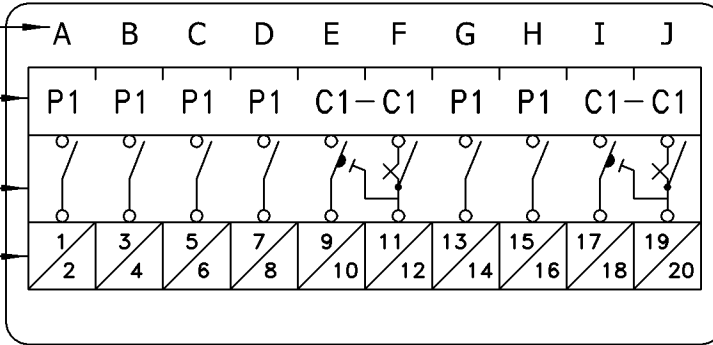 A B C D E F G H I J
P1 P1 P1 P1 C1-C1 P1 P1 C1-C1
1 3 5 7 9 11 13 15 17 19
2 4 6 8 10 12 14 16 18 20